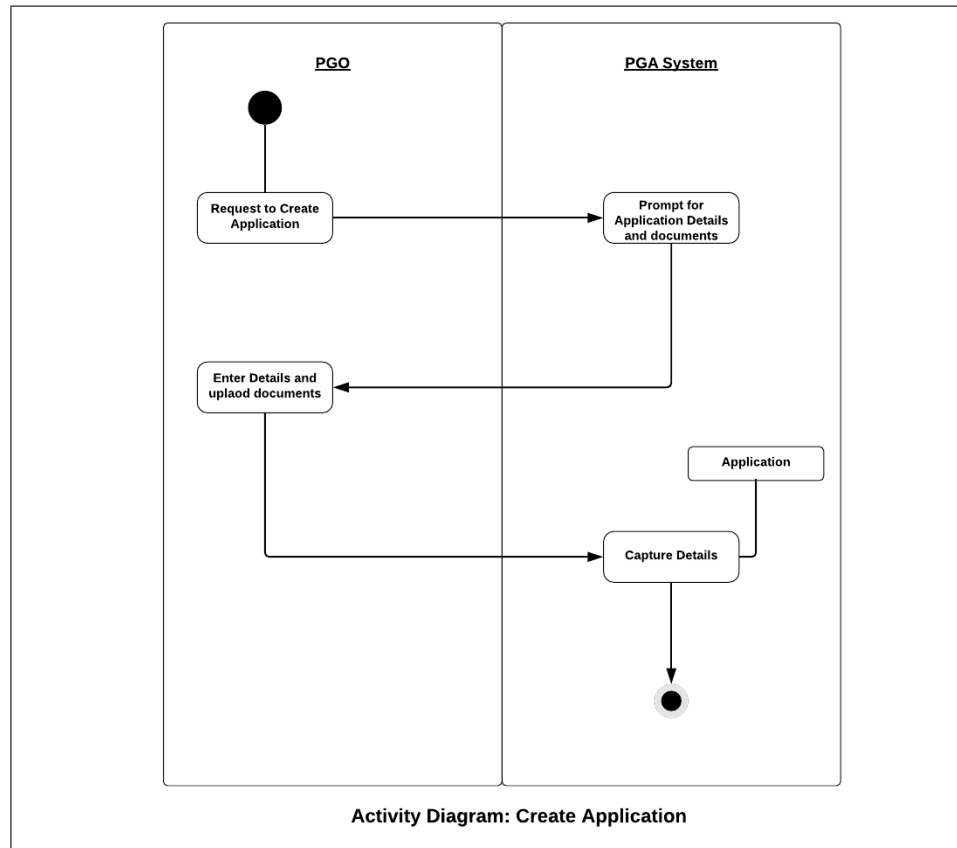 PGO
PGA System
Request to Create
Application
Prompt for
Application Details
and documents
Enter Details and
uplaod documents
Application
Capture Details
Activity Diagram: Create Application